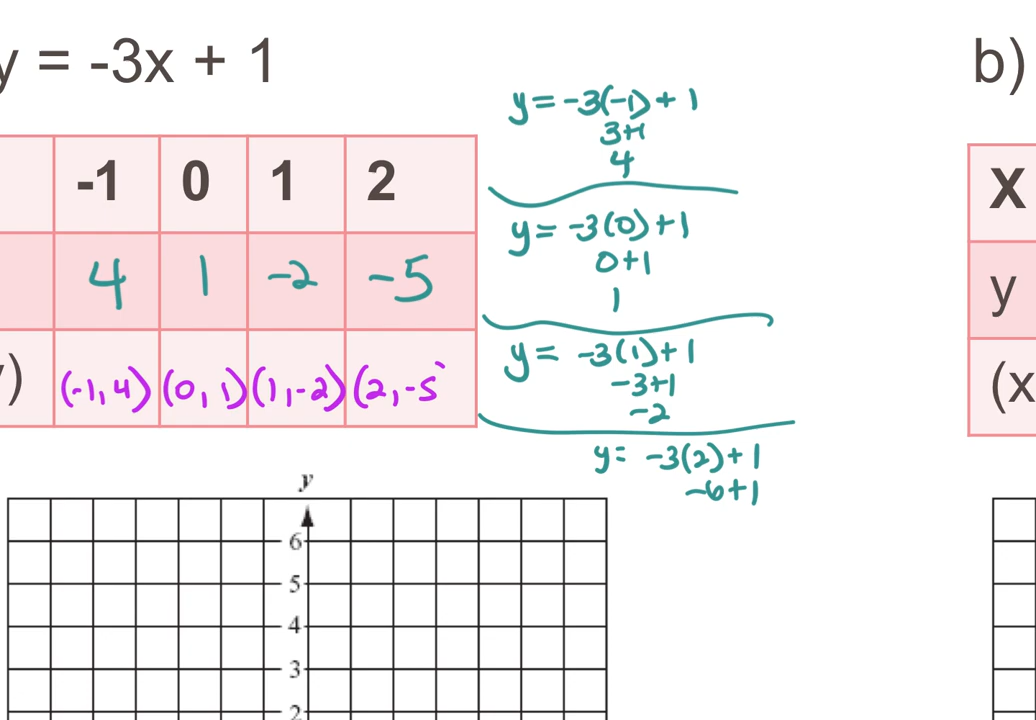 y = -3x + 1
b)
-1 0 1 2
4 1 -2 -5
(-1, 4) (0, 1) (1, -2) (2, -5
)
y = -3(-1) + 1
3+1
4
y = -3(0) + 1
0+1
1
y = -3(1) + 1
-3+1
-2
y = -3(2) + 1
-6+1
y
6
5
4
3
2
X
y
(x